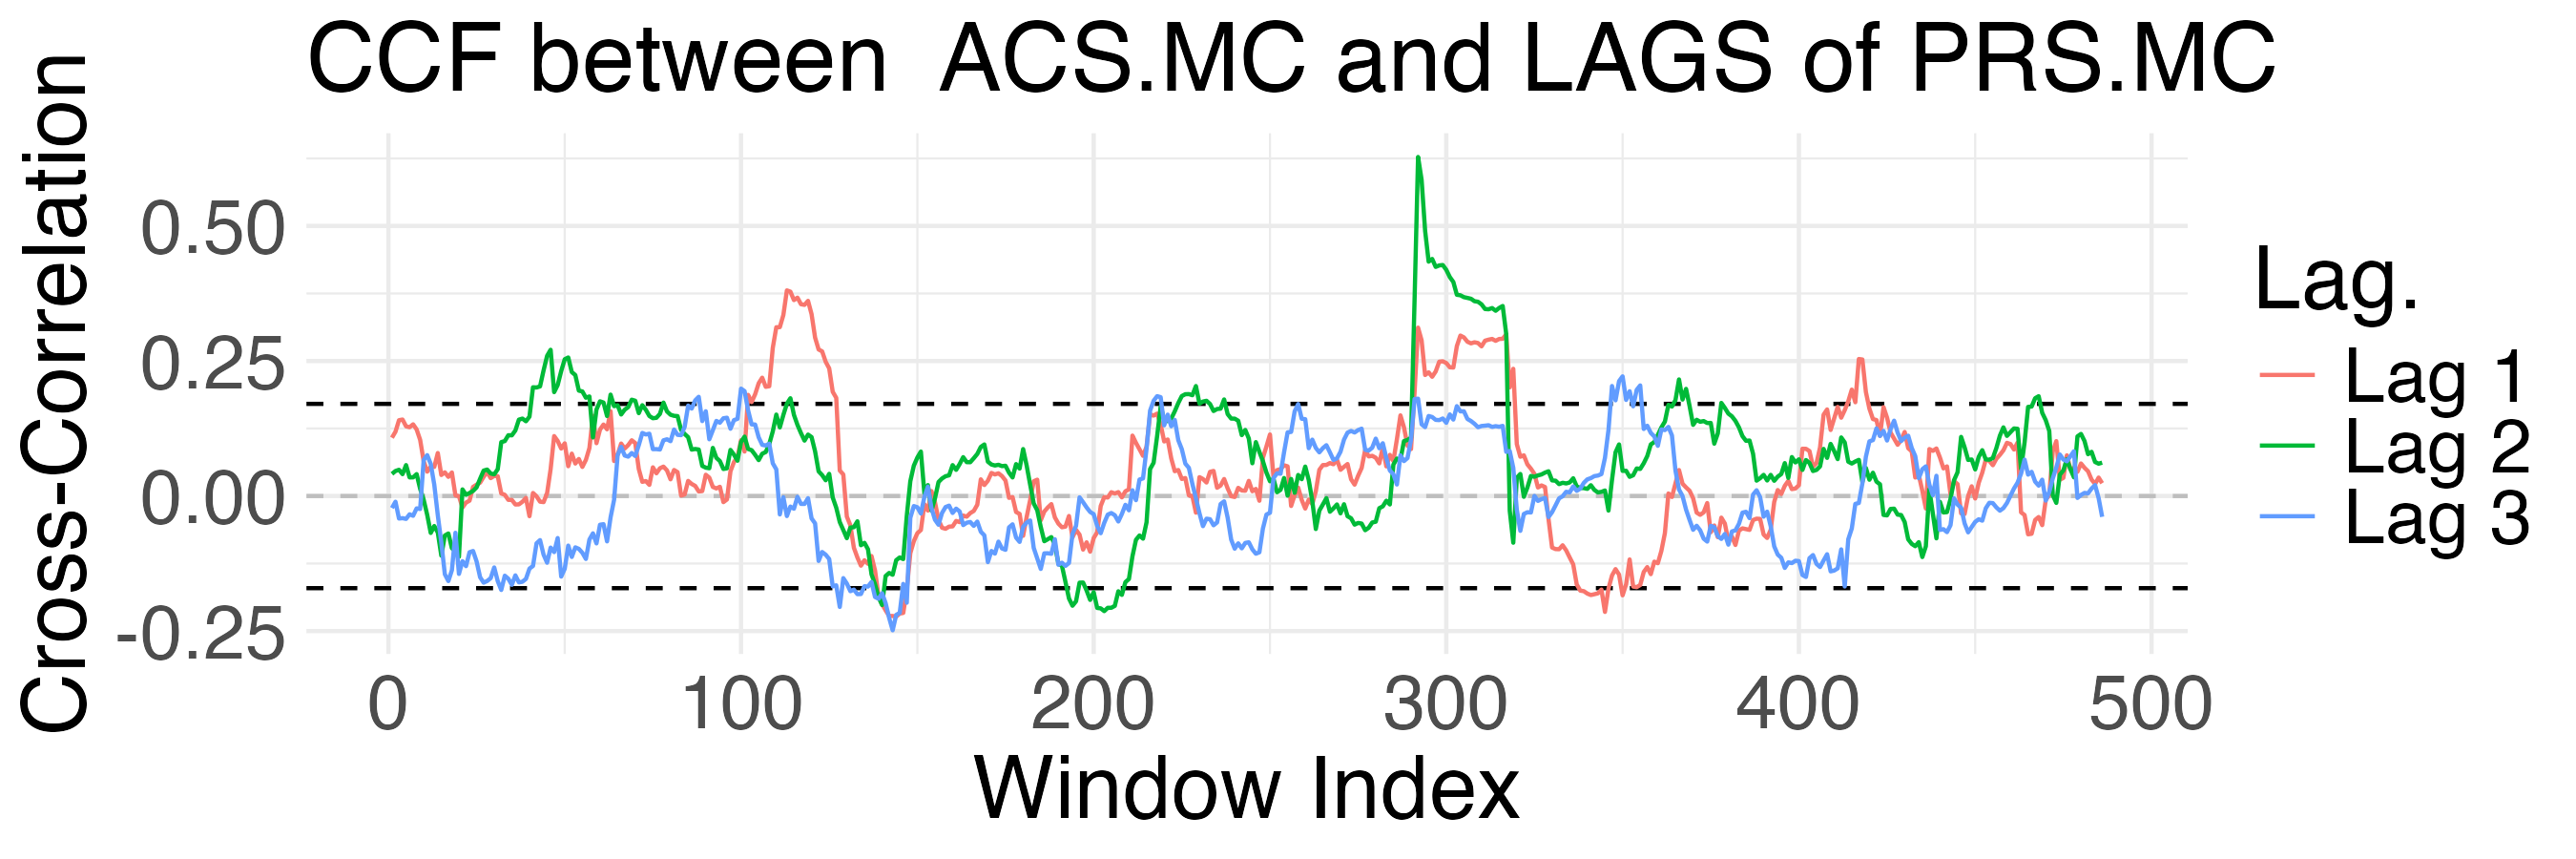 CCF between  ACS.MC and LAGS of PRS.MC
Cross-Correlation
0.50
0.25
0.00
-0.25
0 100 200 300 400 500
Window Index
Lag.
Lag 1
Lag 2
Lag 3